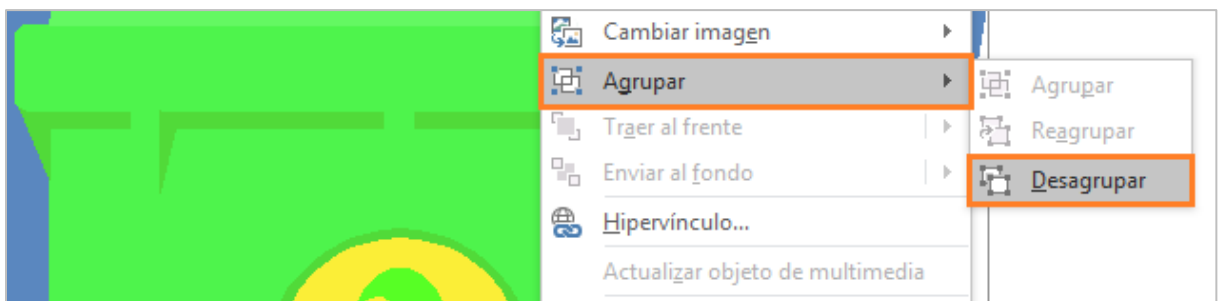 Cambiar imagen
Agrupar
Traer al frente
Enviar al fondo
Hipervínculo...
Actualizar objeto de multimedia
Agrupar
Reagrupar
Desagrupar